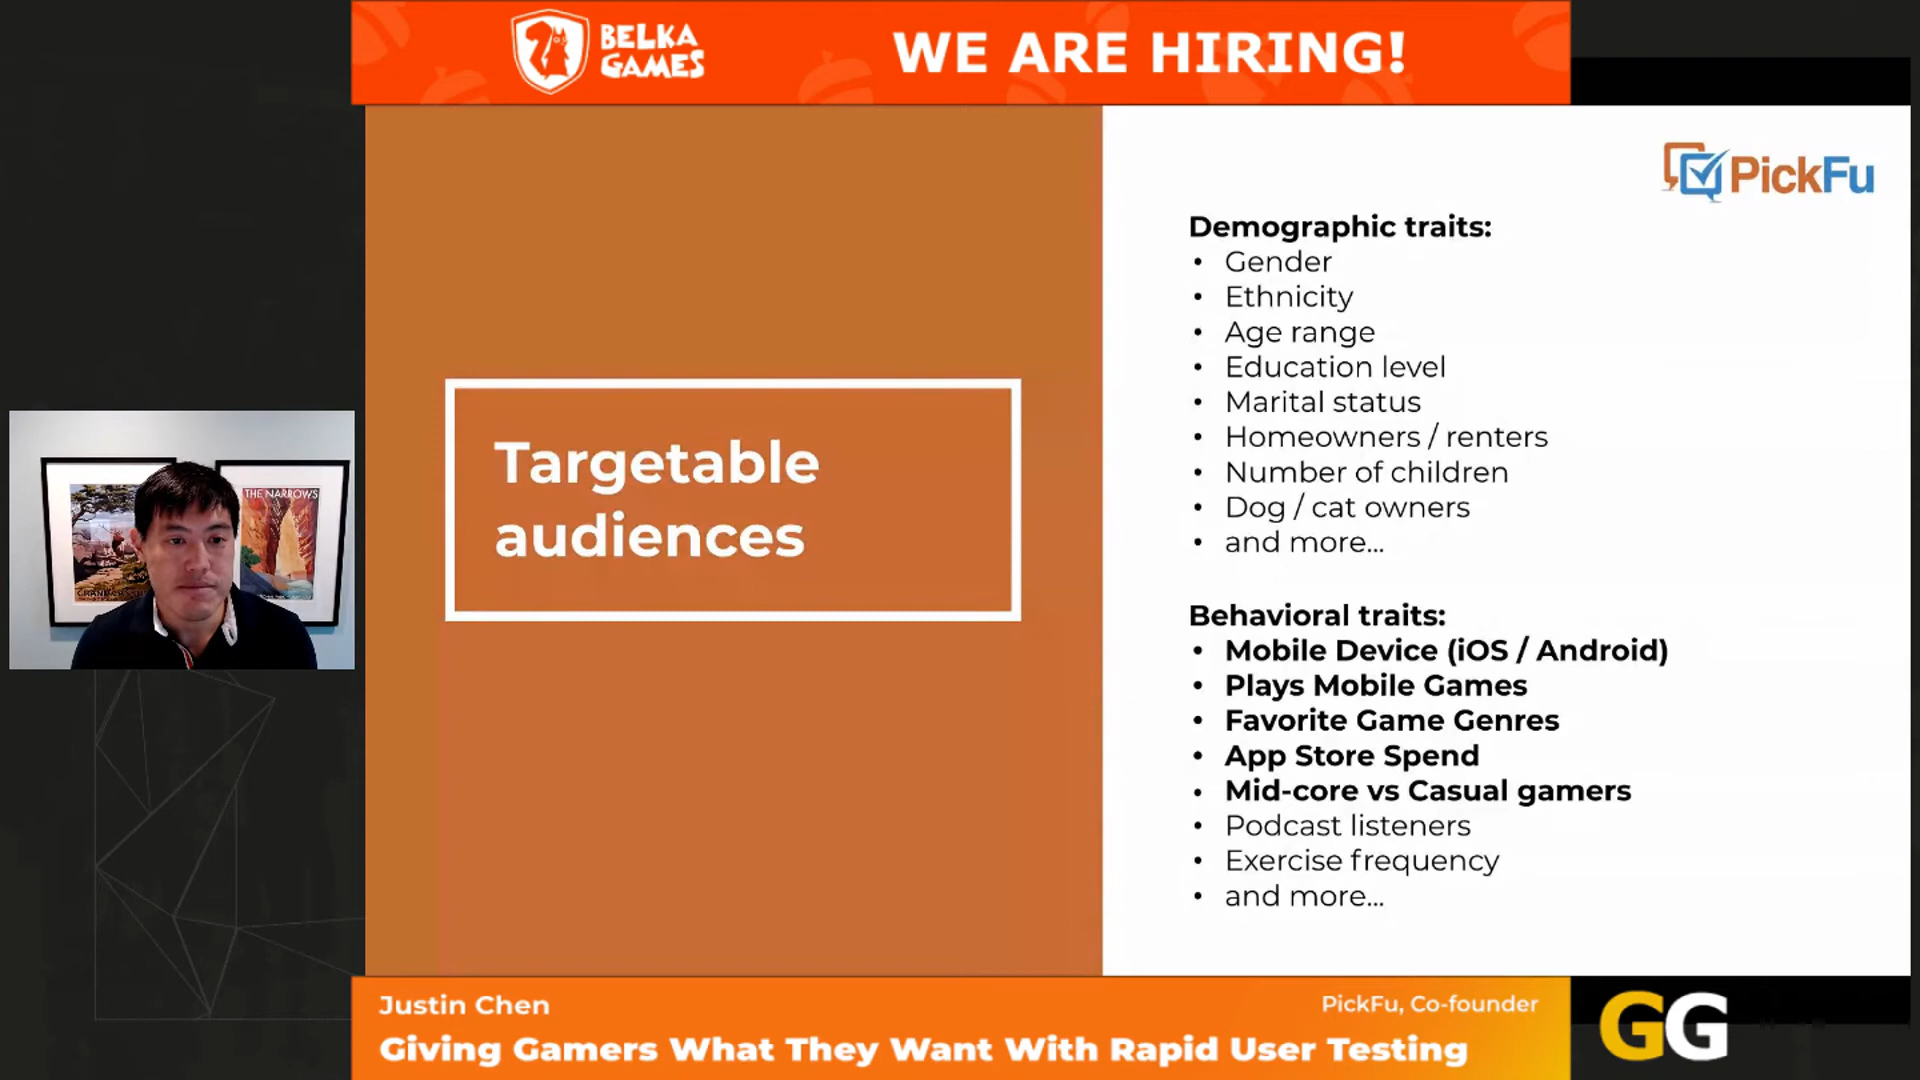 BELKA
GAMES
WE ARE HIRING!
PickFu
Targetable
audiences
Demographic traits:
• Gender
• Ethnicity
• Age range
• Education level
• Marital status
• Homeowners / renters
• Number of children
• Dog / cat owners
• and more...
Behavioral traits:
• Mobile Device (iOS / Android)
• Plays Mobile Games
• Favorite Game Genres
• App Store Spend
• Mid-core vs Casual gamers
• Podcast listeners
• Exercise frequency
• and more...
THE NARROWS
Justin Chen
PickFu, Co-founder
Giving Gamers What They Want With Rapid User Testing
GG